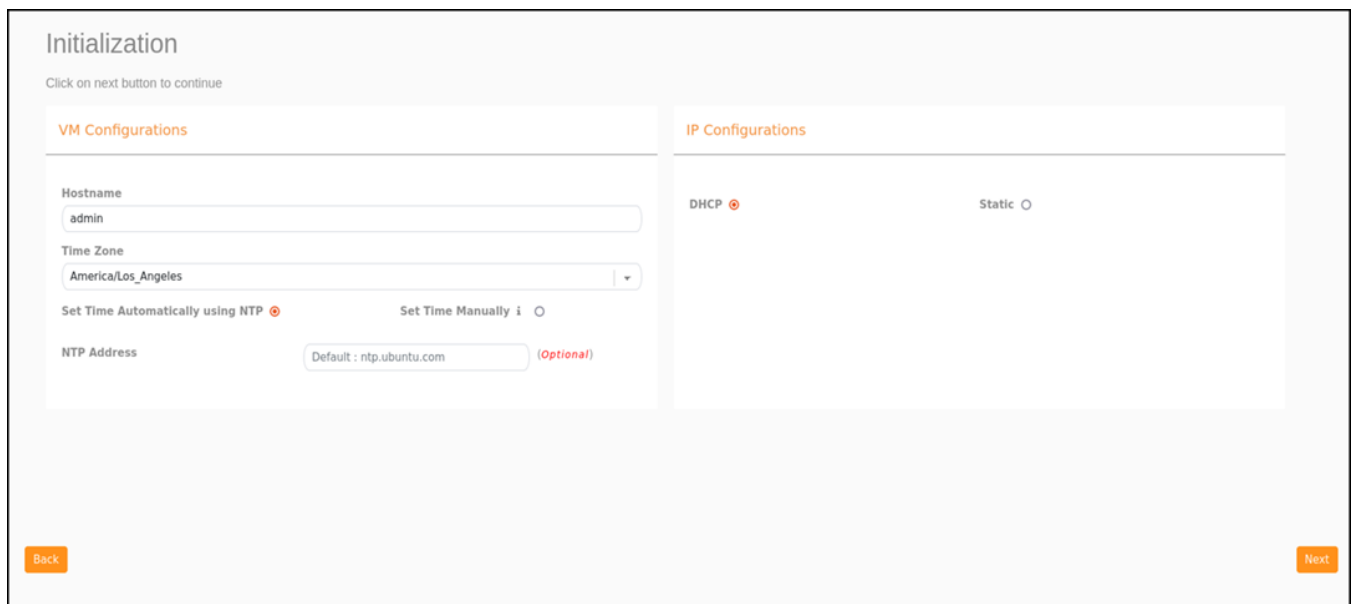 Initialization
Click on next button to continue
VM Configurations
Hostname
admin
Time Zone
America/Los_Angeles
Set Time Automatically using NTP Set Time Manually i
NTP Address Default : ntp.ubuntu.com (Optional)
IP Configurations
DHCP Static
Back Next